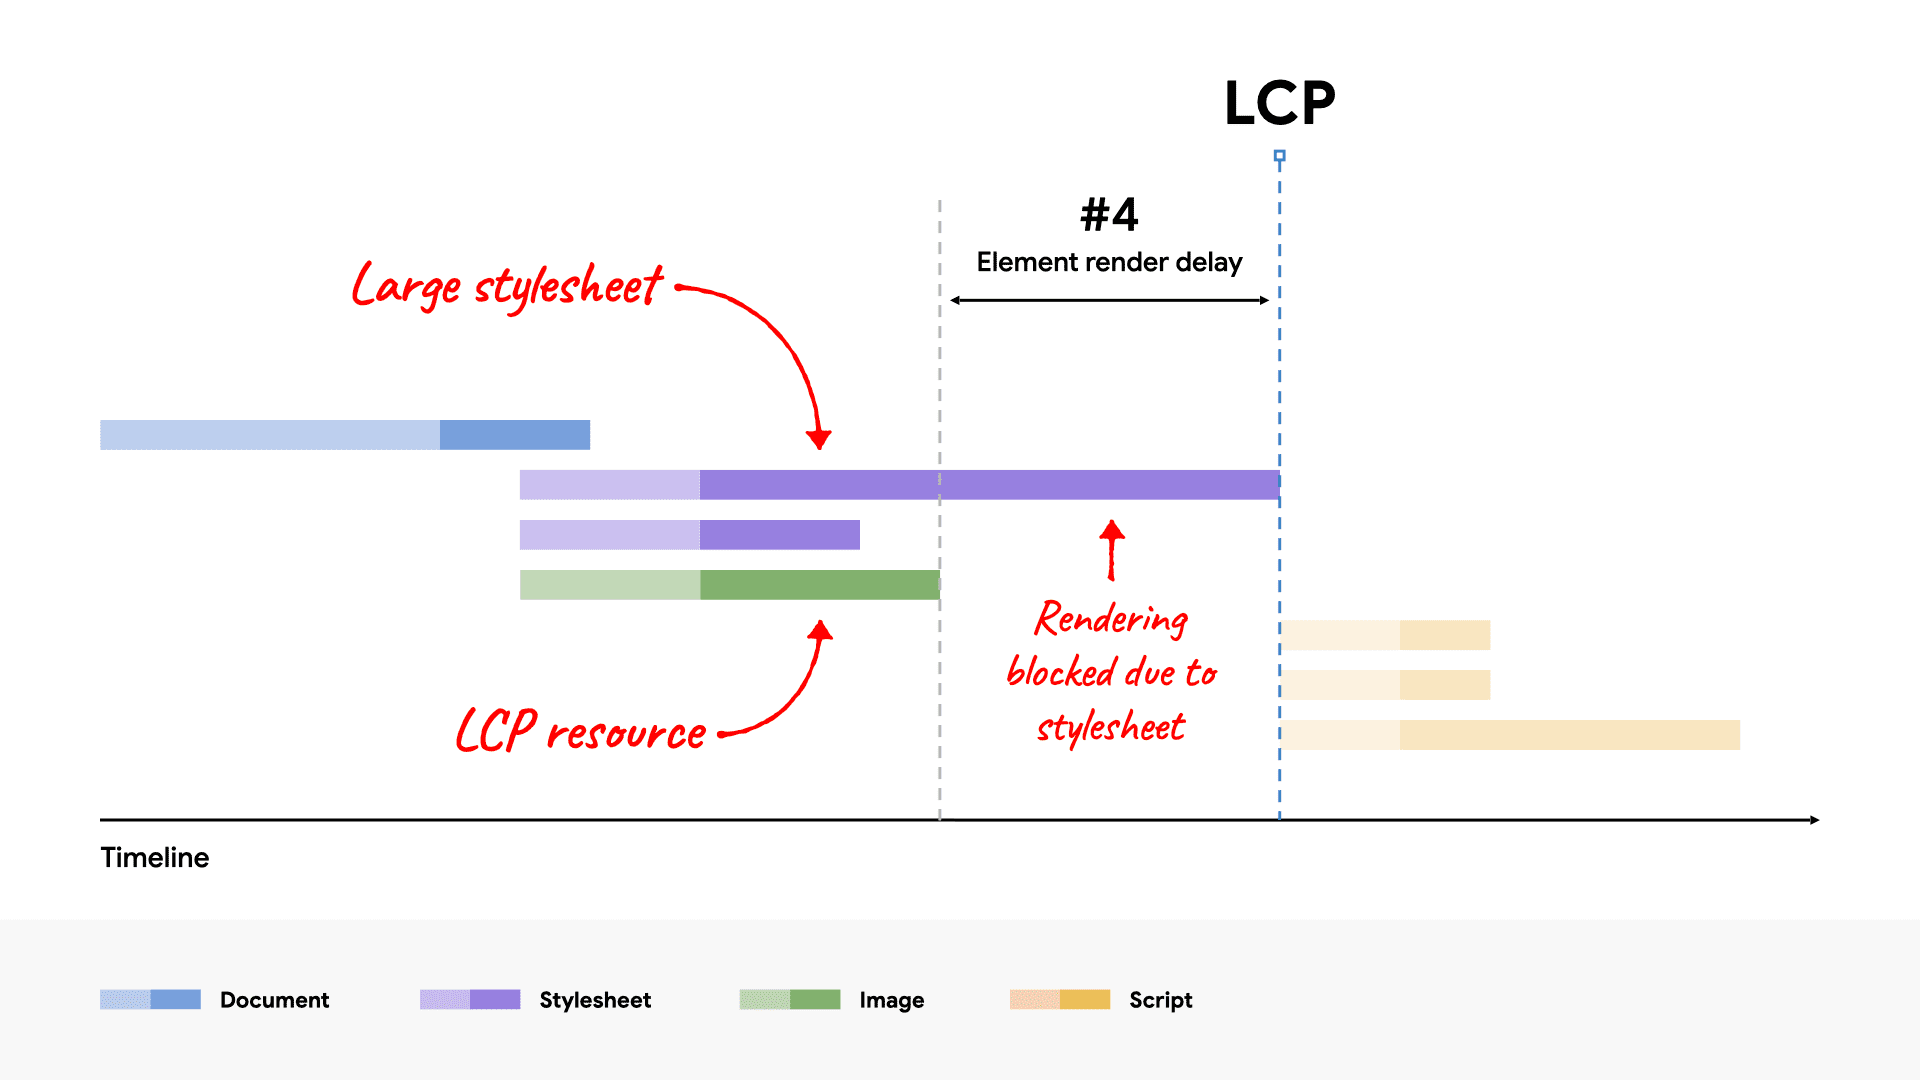 LCP
#4
Element render delay
Large stylesheet
Rendering
blocked due to
stylesheet
LCP resource
Timeline
Document
Stylesheet
Image
Script